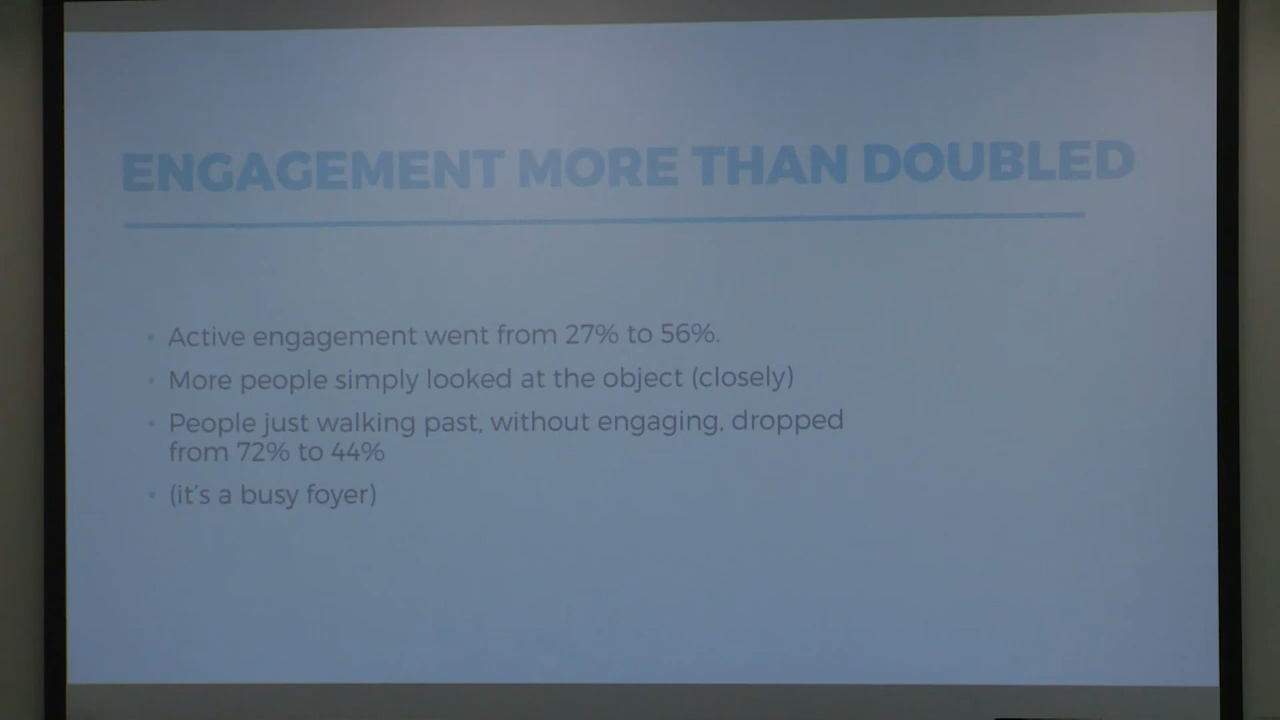 ENGAGEMENT MORE THAN DOUBLED
• Active engagement went from 27% to 56%.
• More people simply looked at the object (closely)
• People just walking past, without engaging, dropped
from 72% to 44%
• (it's a busy foyer)